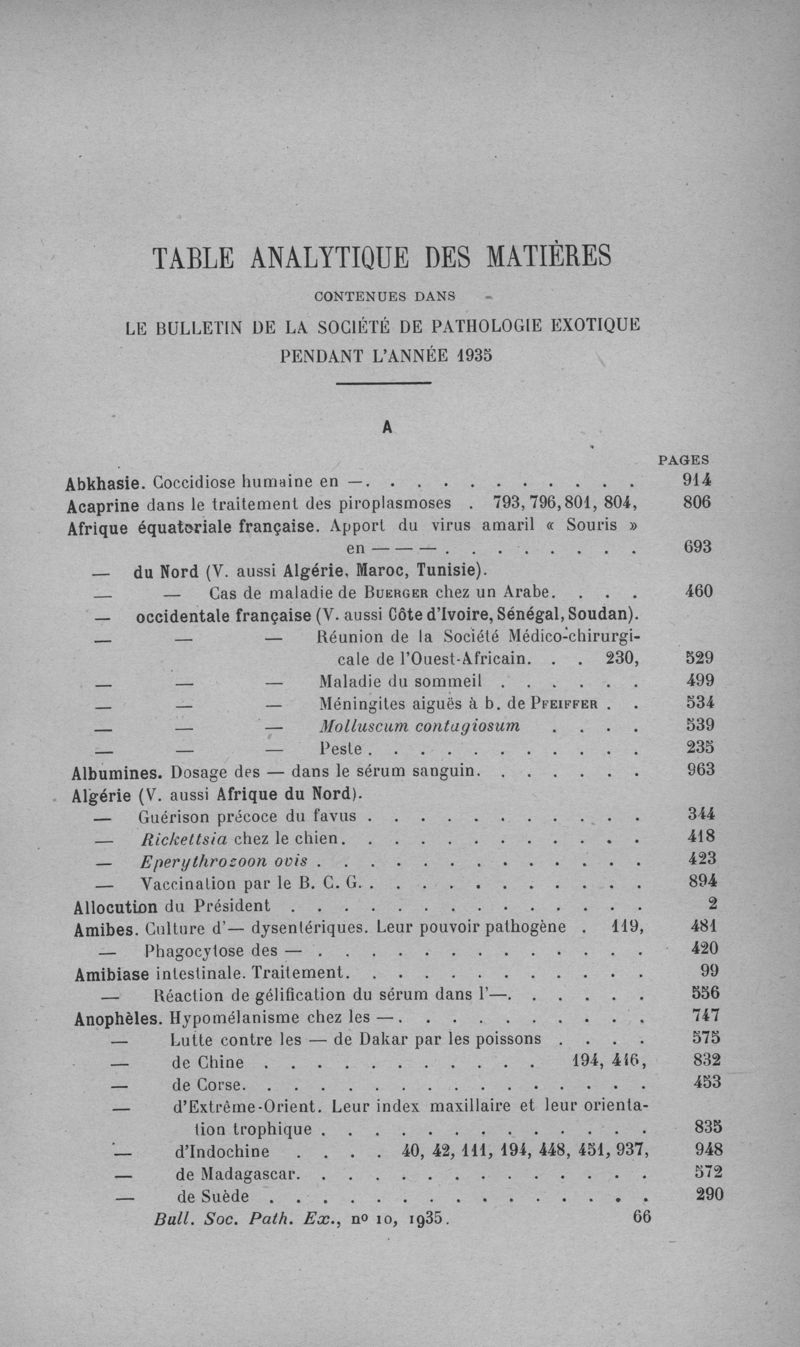 TABLE ANALYTIQUE DES MATIÈRES
CONTENUES DANS
LE BULLETIN DE LA SOCIÉTÉ DE PATHOLOGIE EXOTIQUE
PENDANT L'ANNÉE 1935
A
PAGES
Abkhasie. Coccidiose humaine en —. . . . . . . . . . . 914
Acaprine dans le traitement des piroplasmoses . 793, 796, 801, 804, 806
Afrique équatoriale française. Apport du virus amaril « Souris »
en — — — . . . . . . . . 693
— du Nord (V. aussi Algérie, Maroc, Tunisie).
— — Cas de maladie de BUERGER chez un Arabe. . . . 460
— occidentale française (V. aussi Côte d'Ivoire, Sénégal, Soudan).
— — — Réunion de la Société Médico-chirurgi-
cale de l'Ouest-Africain. . . 230, 529
— — — Maladie du sommeil . . . . . . 499
— — — Méningites aiguës à b. de PFEIFFER . . 534
— — — Molluscum contagiosum . . . . 539
— — — Peste . . . . . . . . . . . 235
Albumines. Dosage des — dans le sérum sanguin. . . . . . . 963
Algérie (V. aussi Afrique du Nord).
— Guérison précoce du favus . . . . . . . . . . . 344
— Rickettsia chez le chien. . . . . . . . . . . . 418
— Eperythrozoon ovis . . . . . . . . . . . . . 423
— Vaccination par le B. C. G. . . . . . . . . . . . 894
Allocution du Président . . . . . . . . . . . . . . 2
Amibes. Culture d'— dysentériques. Leur pouvoir pathogène . 119, 481
— Phagocytose des — . . . . . . . . . . . . . 420
Amibiase intestinale. Traitement. . . . . . . . . . . . 99
— Réaction de gélification du sérum dans l'—. . . . . . 556
Anophèles. Hypomélanisme chez les — . . . . . . . . . . 747
— Lutte contre les — de Dakar par les poissons . . . . 575
— de Chine . . . . . . . . . . . 194, 446, 832
— de Corse. . . . . . . . . . . . . . . . 453
— d'Extrême-Orient. Leur index maxillaire et leur orienta-
tion trophique . . . . . . . . . . . . . 835
— d'Indochine . . . . 40, 42, 111, 194, 448, 451, 937, 948
— de Madagascar. . . . . . . . . . . . . . 572
— de Suède . . . . . . . . . . . . . . . 290
Bull. Soc. Path. Ex., nº 10, 1935. 66